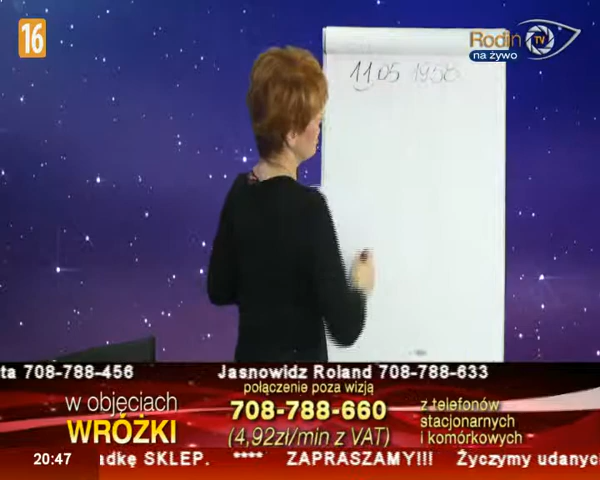 16
Rodin TV
na żywo
11.05 1958
ta 708-788-456 Jasnowidz Roland 708-788-633
połączenie poza wizją
w objęciach
WRÓŻKI
708-788-660
(4,92zł/min z VAT)
z telefonów
stacjonarnych
i komórkowych
20:47
adkę SKLEP. **** ZAPRASZAMY!!! Życzymy udanyc